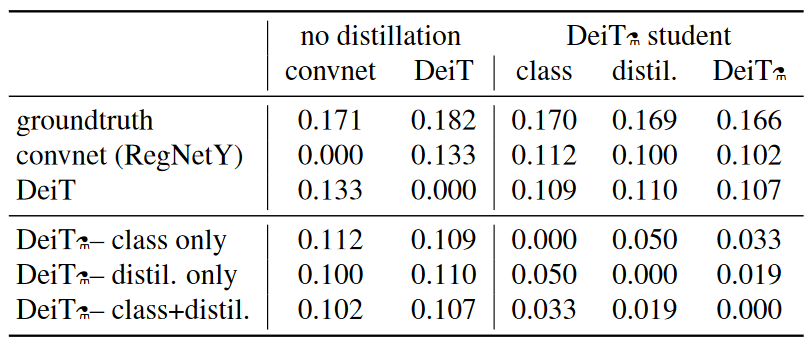 no distillation DeiT⚗ student
convnet DeiT class distil. DeiT⚗
groundtruth 0.171 0.182 0.170 0.169 0.166
convnet (RegNetY) 0.000 0.133 0.112 0.100 0.102
DeiT 0.133 0.000 0.109 0.110 0.107
DeiT⚗– class only 0.112 0.109 0.000 0.050 0.033
DeiT⚗– distil. only 0.100 0.110 0.050 0.000 0.019
DeiT⚗– class+distil. 0.102 0.107 0.033 0.019 0.000